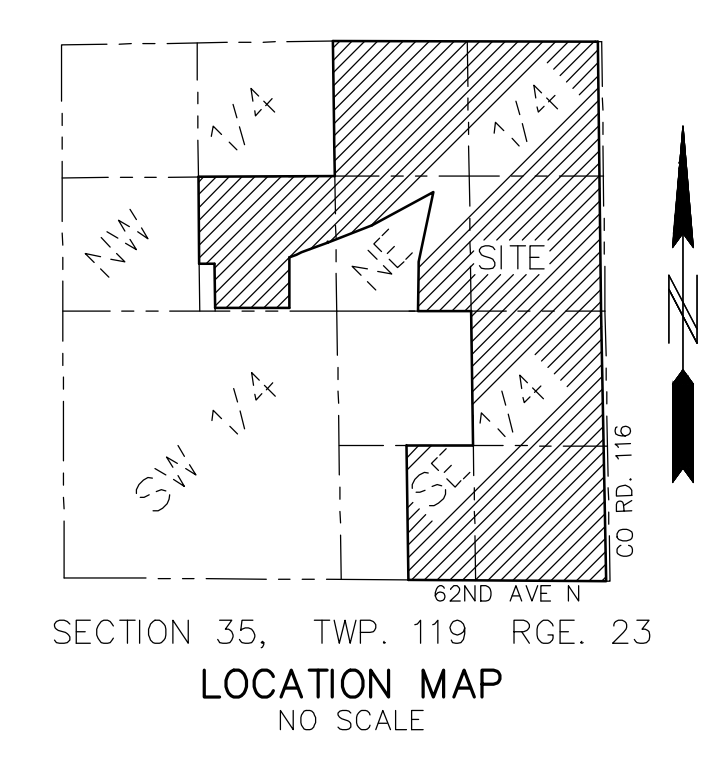 NW 1/4
NE 1/4
SITE
N
SW 1/4
SE 1/4
CO RD. 116
62ND AVE N
SECTION 35, TWP. 119 RGE. 23
LOCATION MAP
NO SCALE